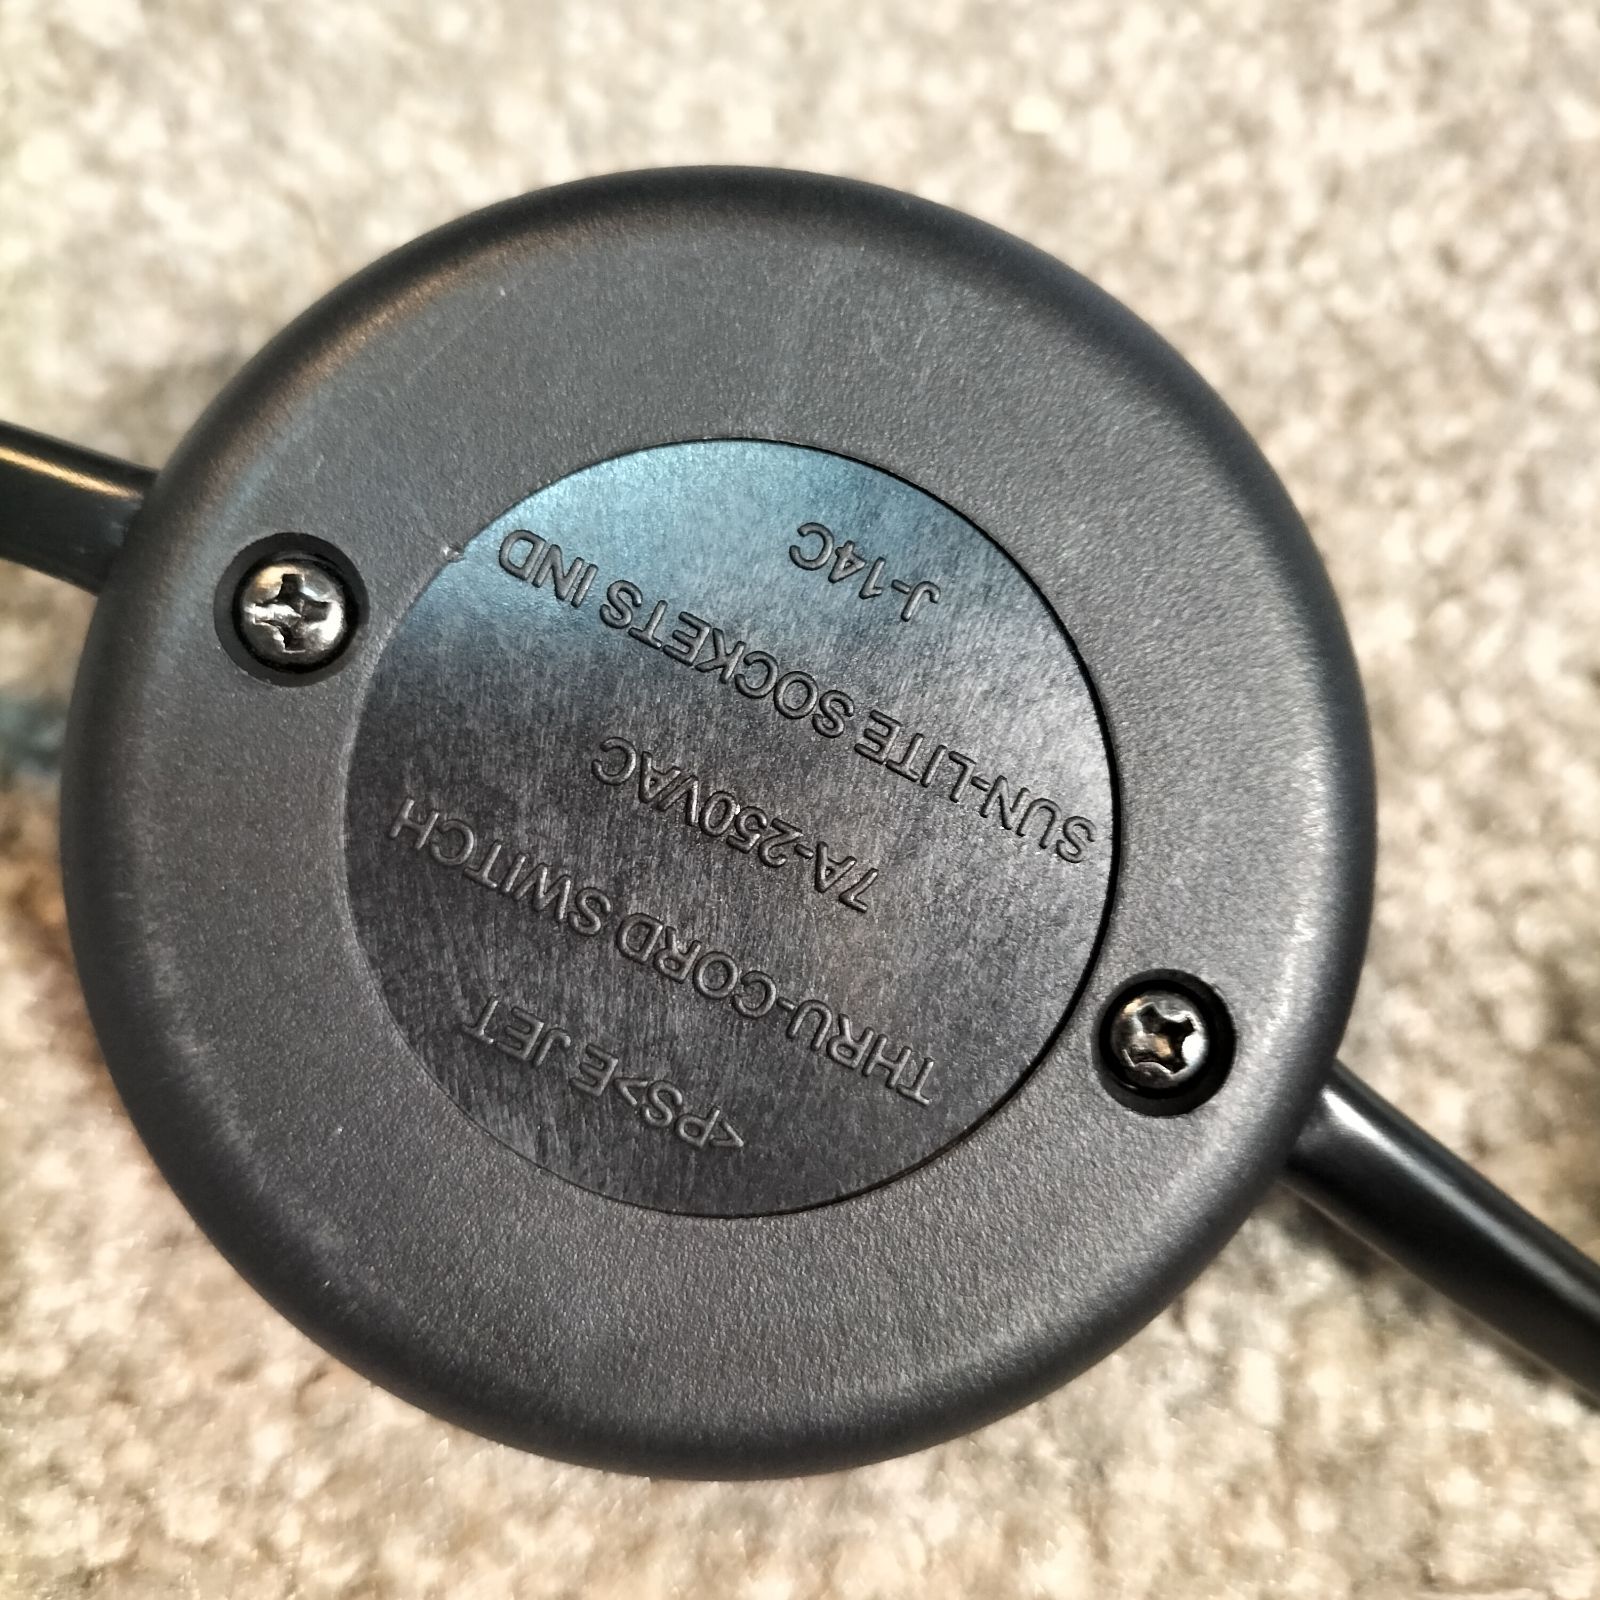 <PS>E JET
THRU-CORD SWITCH
7A-250VAC
SUN-LITE SOCKETS IND
J-14C